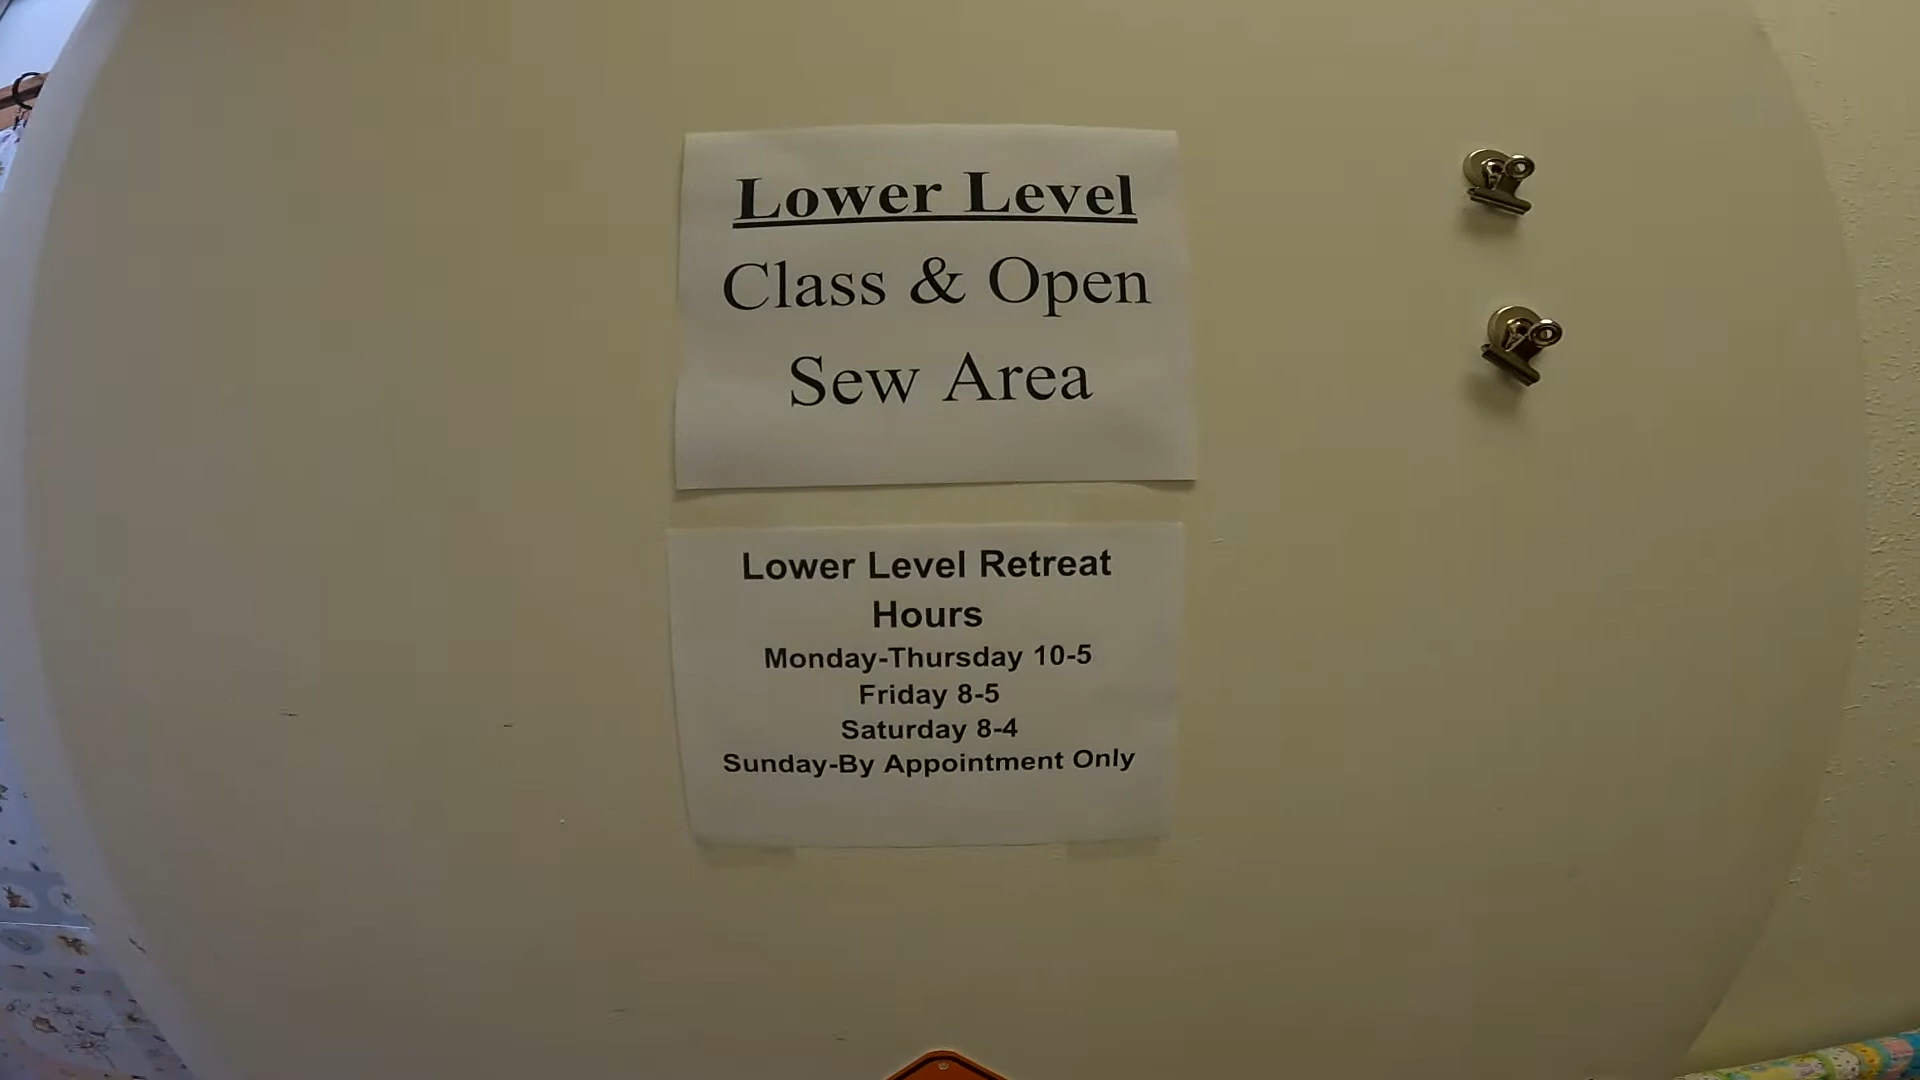 Lower Level
Class & Open
Sew Area
Lower Level Retreat
Hours
Monday-Thursday 10-5
Friday 8-5
Saturday 8-4
Sunday-By Appointment Only